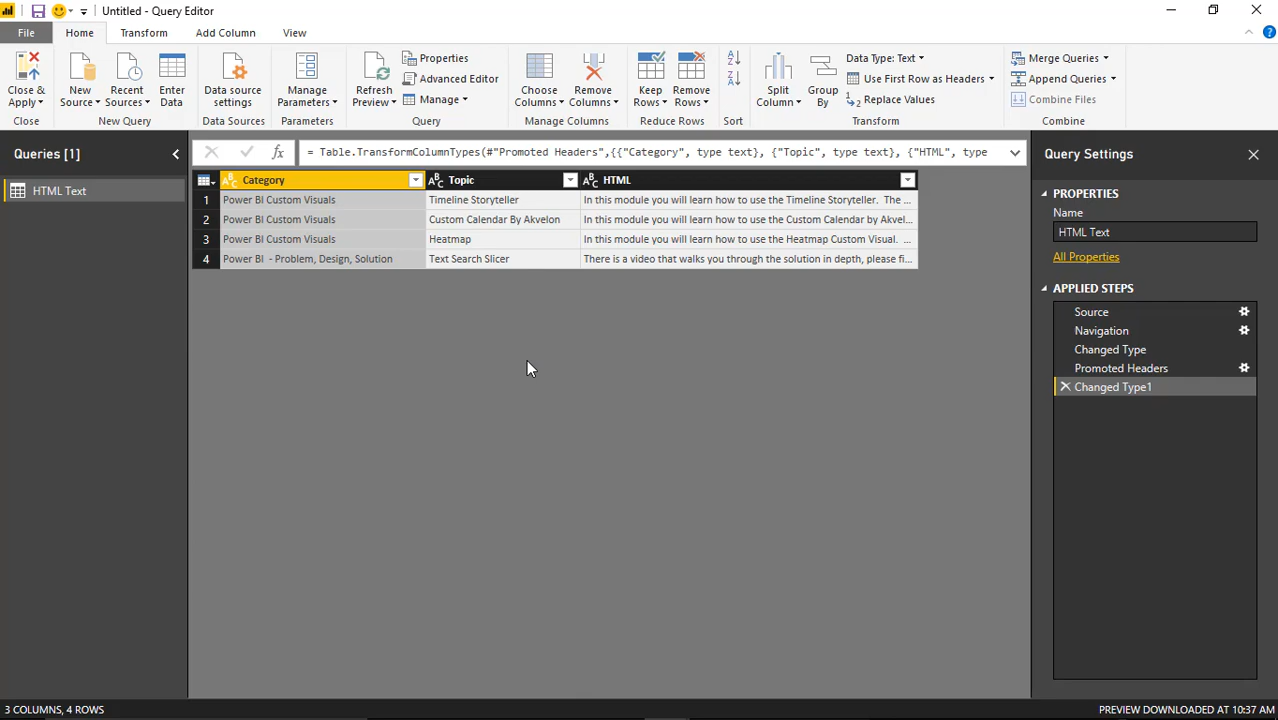 Untitled - Query Editor
File Home Transform Add Column View
Close & Apply New Source Recent Sources Enter Data Data source settings Manage Parameters Refresh Preview Properties Advanced Editor Manage Choose Columns Remove Columns Keep Rows Remove Rows Split Column Group By Data Type: Text Use First Row as Headers Replace Values Merge Queries Append Queries Combine Files
Close New Query Data Sources Parameters Query Manage Columns Reduce Rows Sort Transform Combine
Queries [1]
HTML Text
fx = Table.TransformColumnTypes(#"Promoted Headers",{{"Category", type text}, {"Topic", type text}, {"HTML", type
Category Topic HTML
1 Power BI Custom Visuals Timeline Storyteller In this module you will learn how to use the Timeline Storyteller. The ...
2 Power BI Custom Visuals Custom Calendar By Akvelon In this module you will learn how to use the Custom Calendar by Akvel...
3 Power BI Custom Visuals Heatmap In this module you will learn how to use the Heatmap Custom Visual. ...
4 Power BI - Problem, Design, Solution Text Search Slicer There is a video that walks you through the solution in depth, please fi...
Query Settings
PROPERTIES
Name
HTML Text
All Properties
APPLIED STEPS
Source
Navigation
Changed Type
Promoted Headers
Changed Type1
3 COLUMNS, 4 ROWS
PREVIEW DOWNLOADED AT 10:37 AM